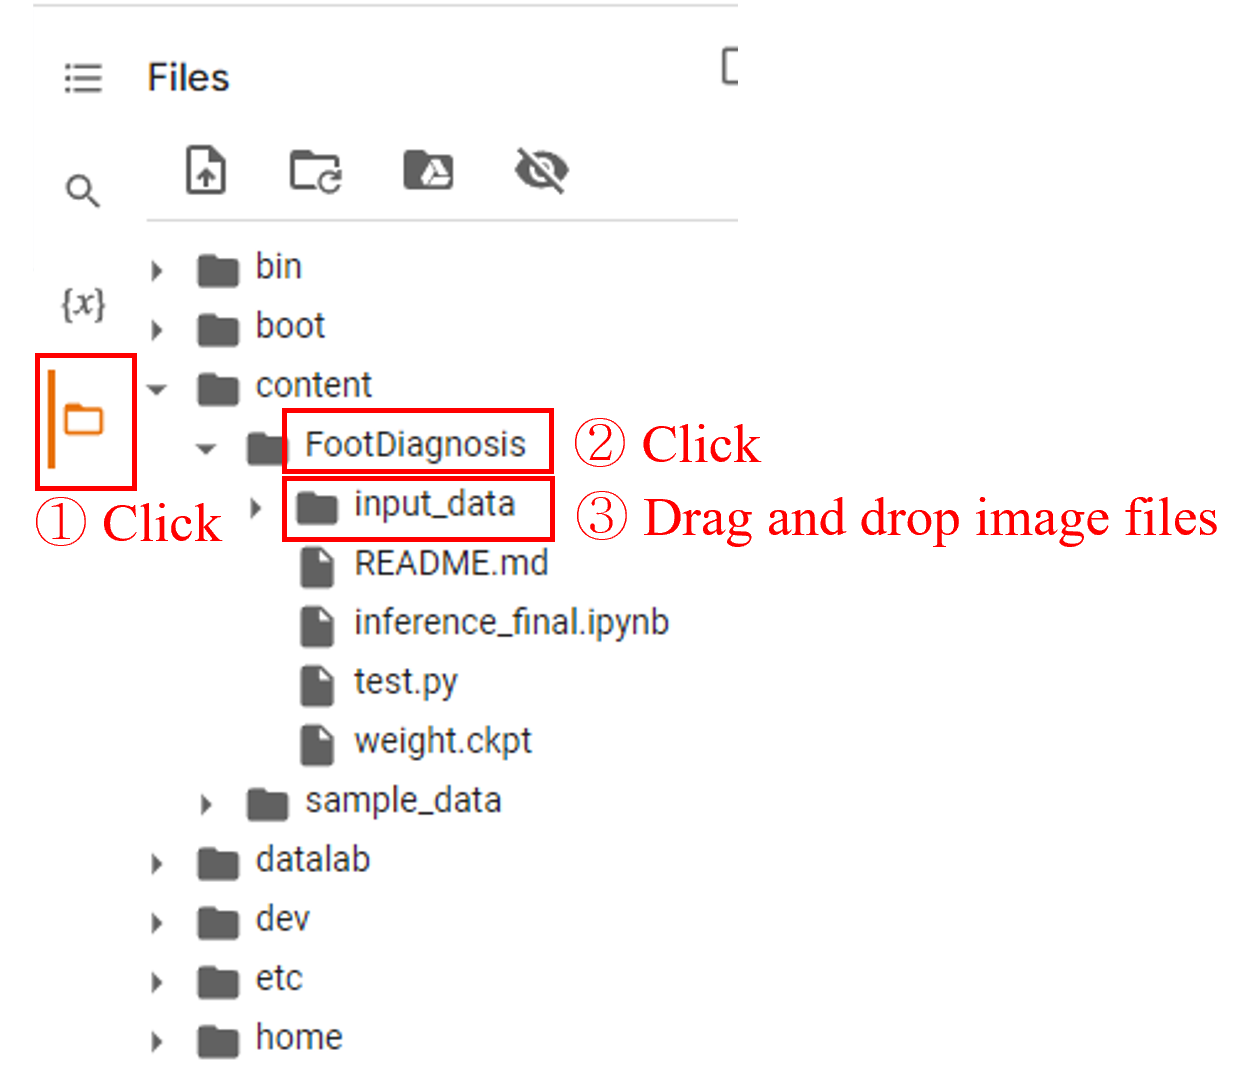 Files
{x}
bin
boot
content
FootDiagnosis
② Click
input_data
① Click
③ Drag and drop image files
README.md
inference_final.ipynb
test.py
weight.ckpt
sample_data
datalab
dev
etc
home